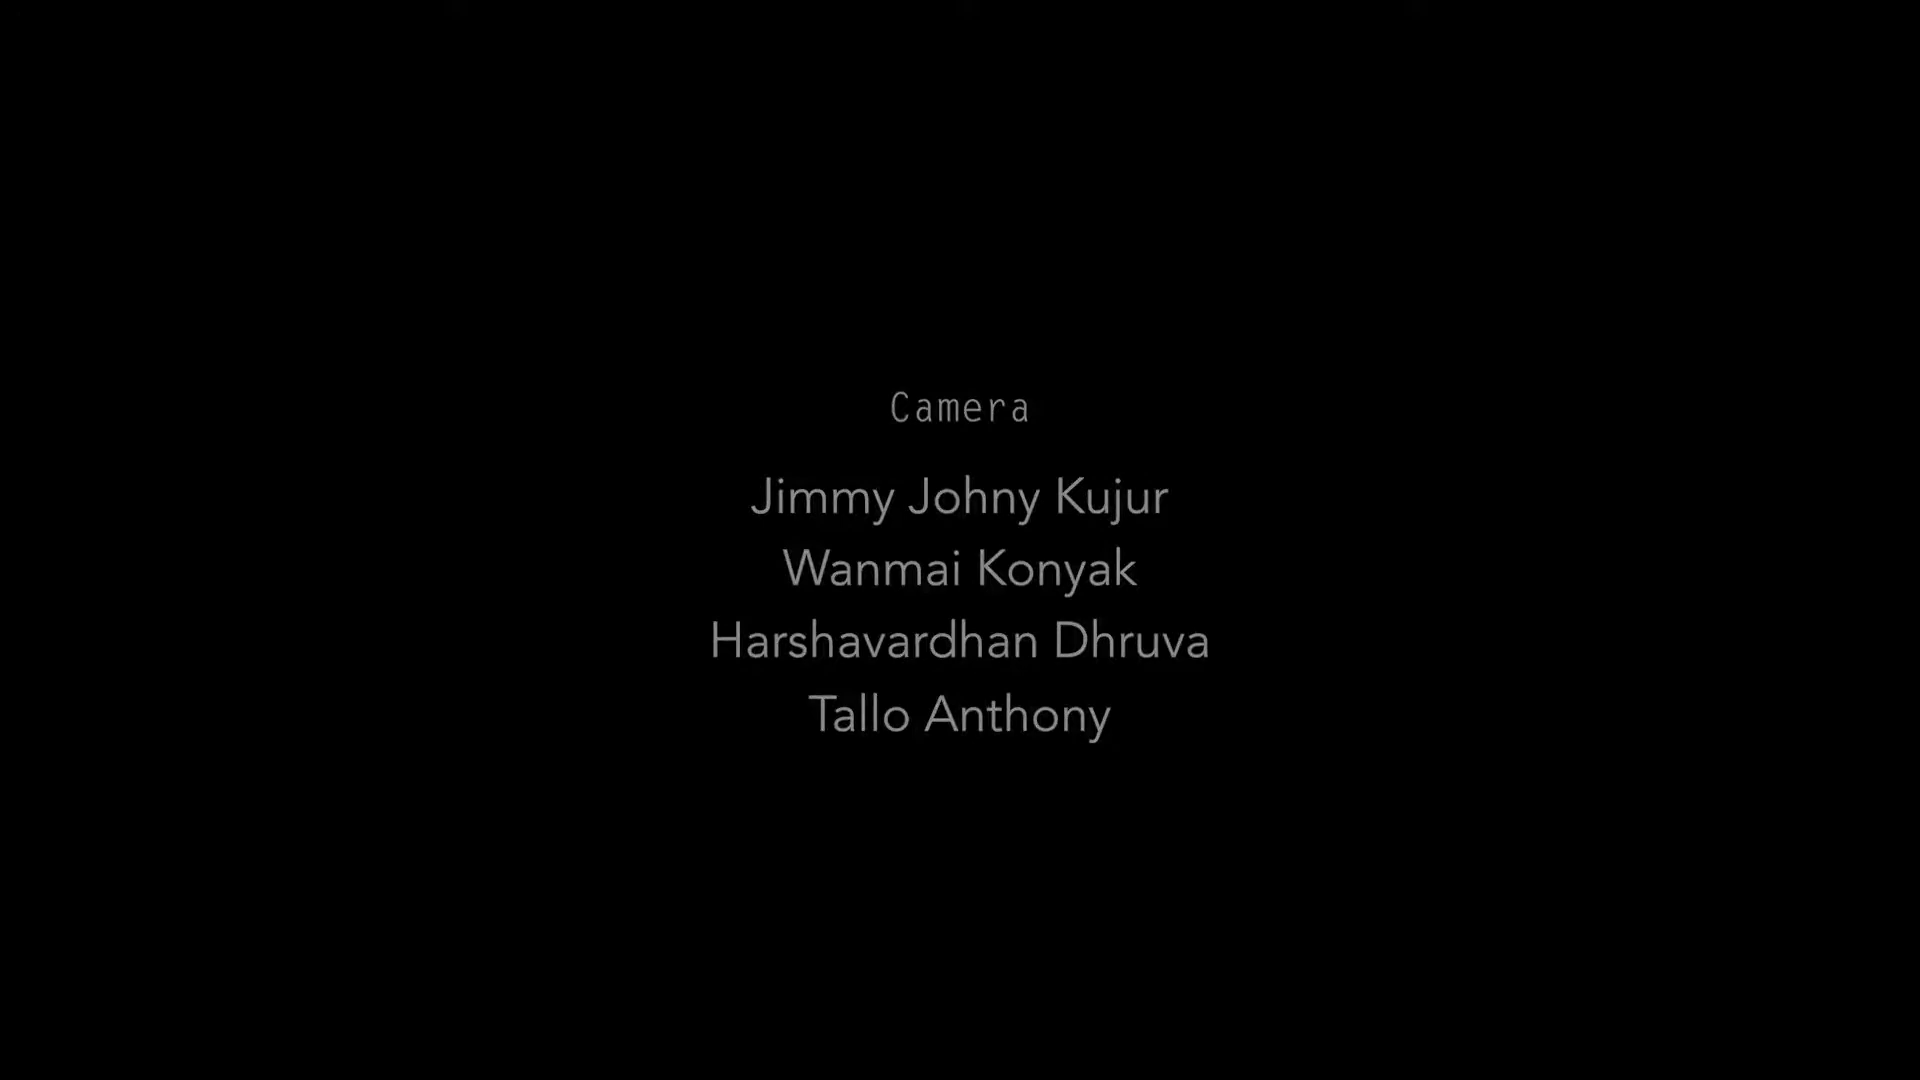 Camera
Jimmy Johny Kujur
Wanmai Konyak
Harshavardhan Dhruva
Tallo Anthony